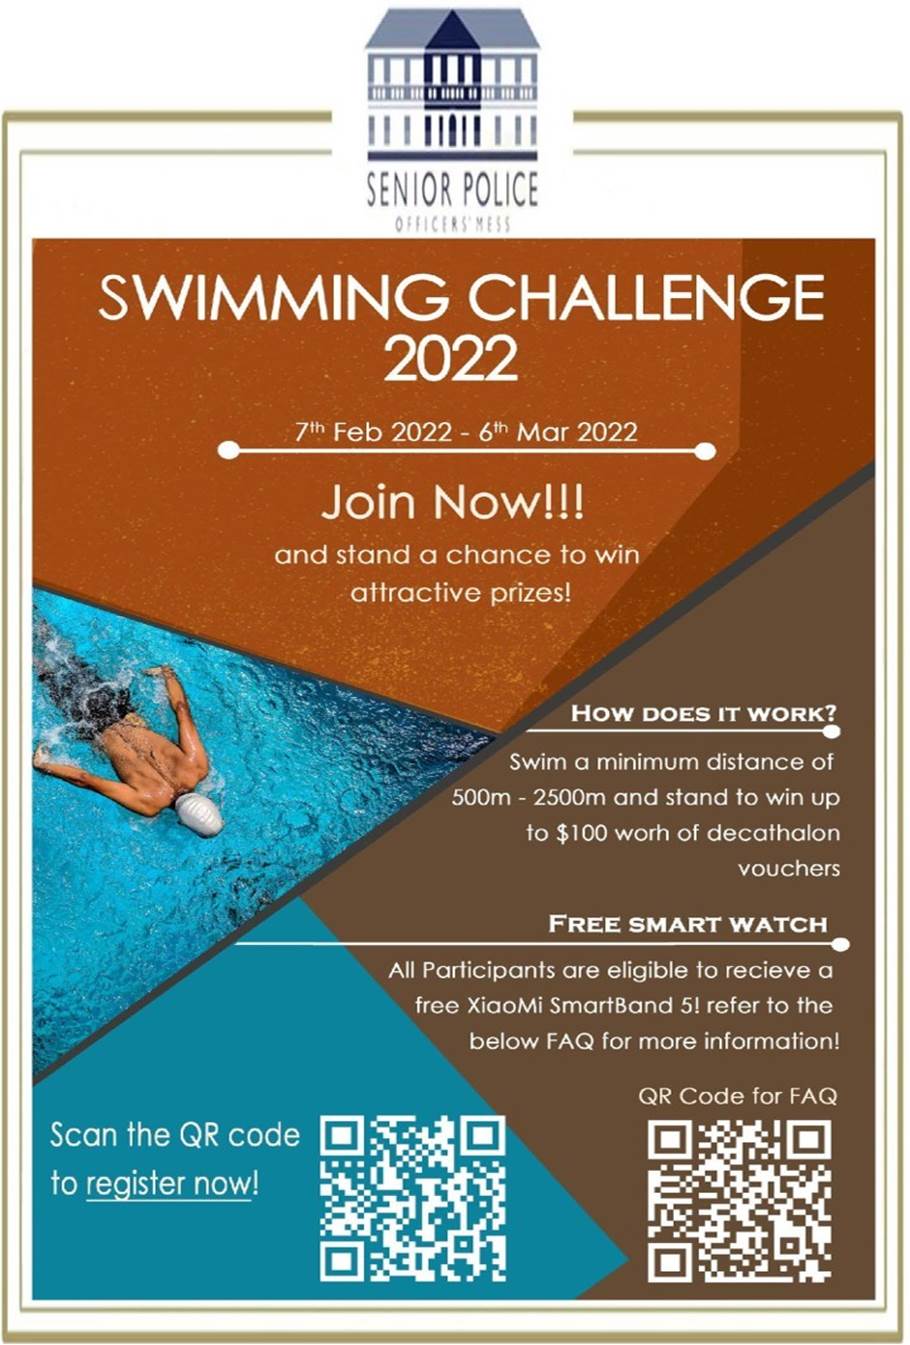 SENIOR POLICE
OFFICERS'MESS
SWIMMING CHALLENGE
2022
7th Feb 2022 - 6th Mar 2022
Join Now!!!
and stand a chance to win
attractive prizes!
HOW DOES IT WORK?
Swim a minimum distance of
500m - 2500m and stand to win up
to $100 worh of decathalon
vouchers
FREE SMART WATCH
All Participants are eligible to recieve a
free XiaoMi SmartBand 5! refer to the
below FAQ for more information!
QR Code for FAQ
Scan the QR code
to register now!